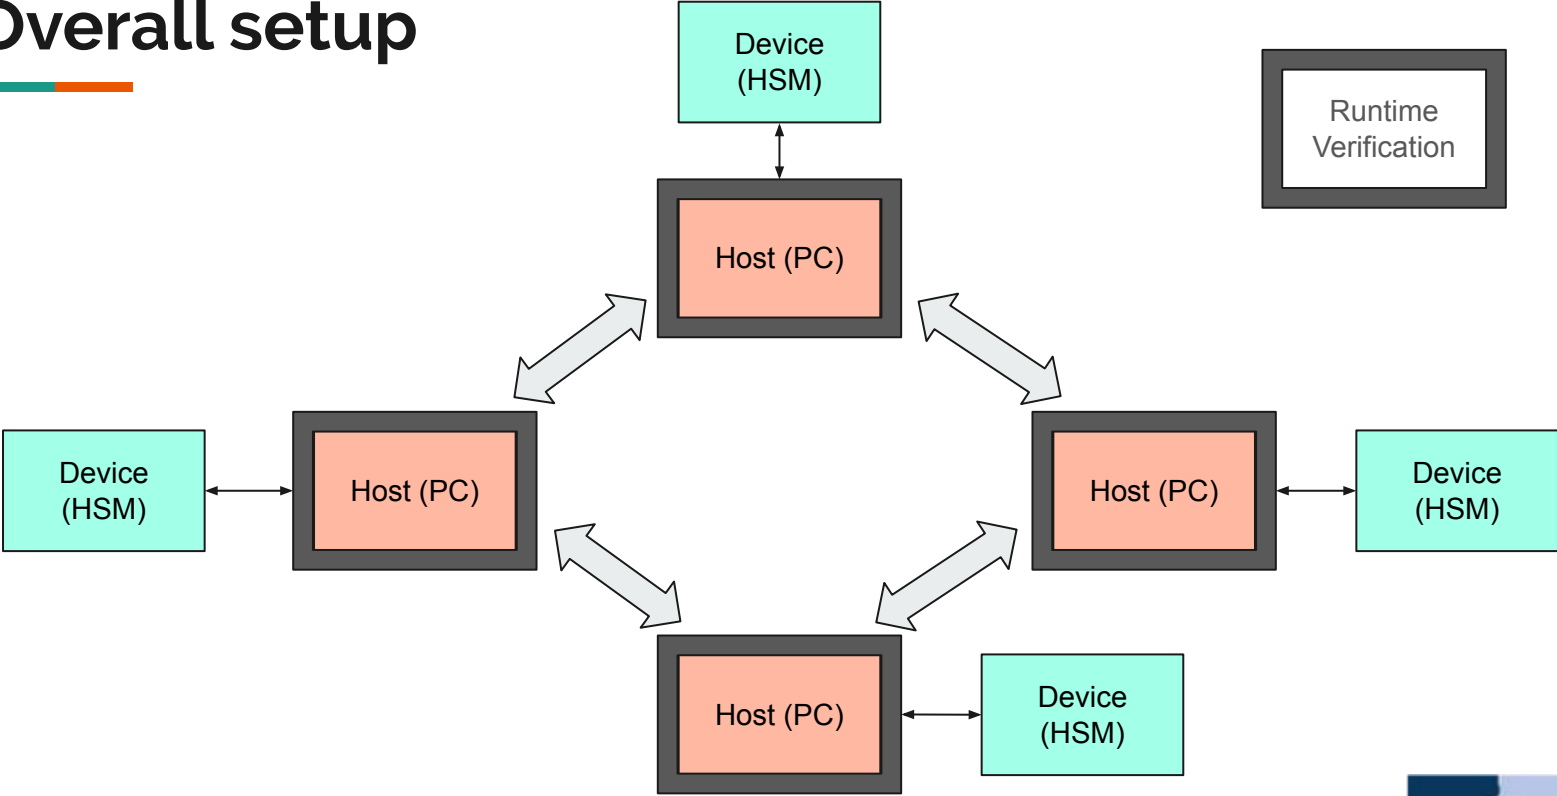 Overall setup
Device
(HSM)
Runtime
Verification
Host (PC)
Device
(HSM)
Host (PC)
Host (PC)
Device
(HSM)
Host (PC)
Device
(HSM)